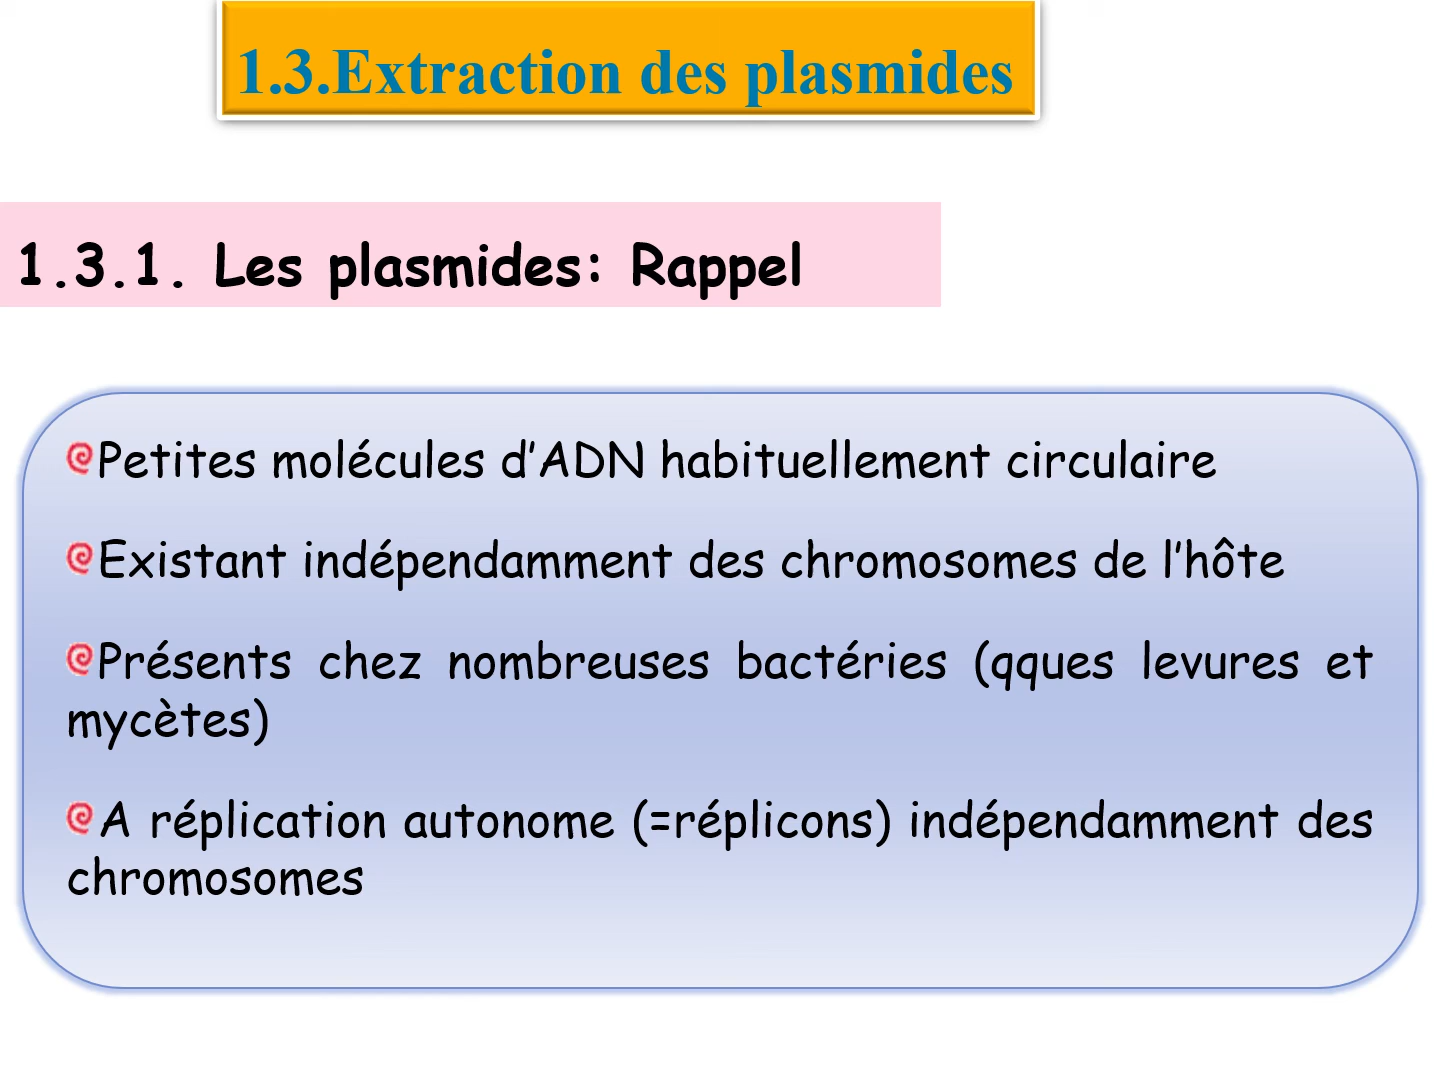 1.3.Extraction des plasmides
1.3.1. Les plasmides: Rappel
Petites molécules d’ADN habituellement circulaire
Existant indépendamment des chromosomes de l’hôte
Présents chez nombreuses bactéries (qques levures et
mycètes)
A réplication autonome (=réplicons) indépendamment des
chromosomes